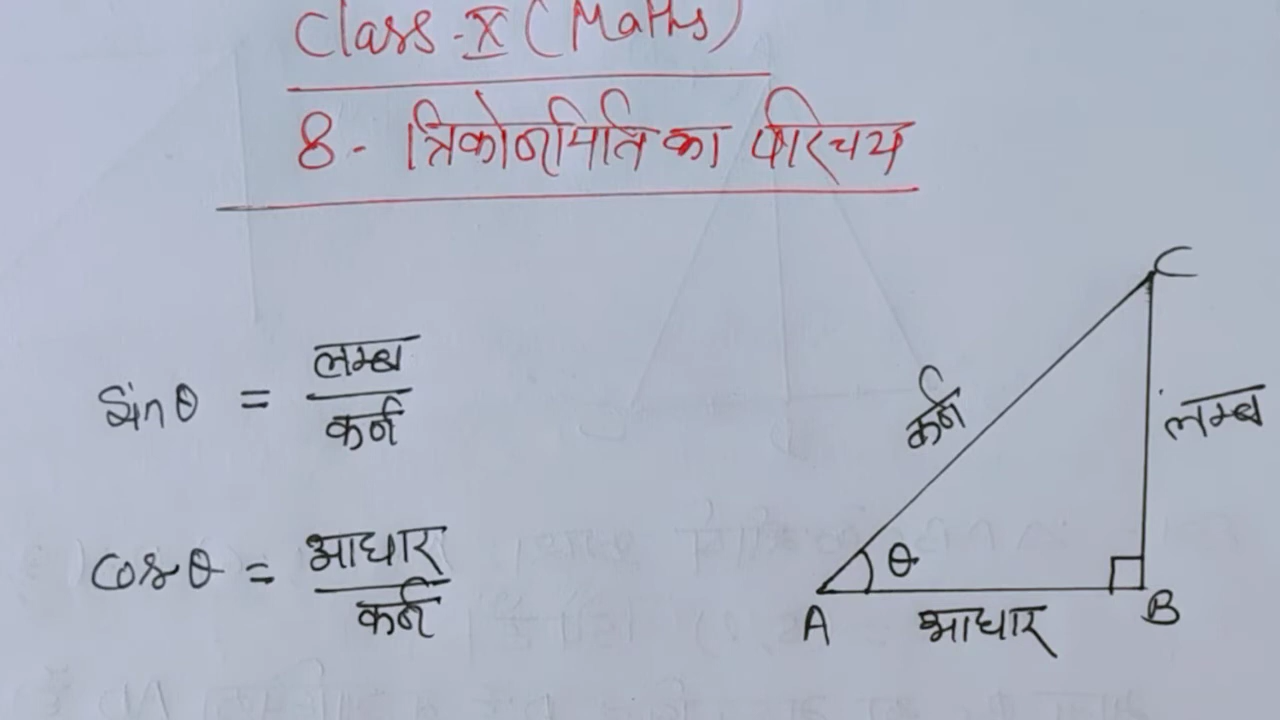 Class-X (Maths)
8- त्रिकोणमिति का परिचय
sinθ = लम्ब / कर्ण
cosθ = आधार / कर्ण
C
कर्ण
लम्ब
θ
A
आधार
B